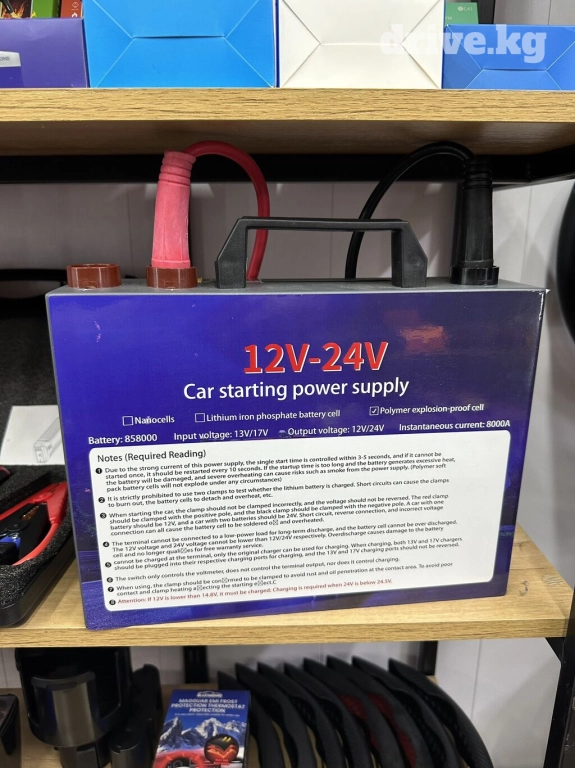 drive.kg
12V-24V
Car starting power supply
Nanocells Lithium iron phosphate battery cell Polymer explosion-proof cell
Battery: 858000 Input voltage: 13V/17V Output voltage: 12V/24V Instantaneous current: 8000A
Notes (Required Reading)
1 Due to the strong current of this power supply, the single start time is controlled within 3-5 seconds, and if it cannot be
started once, it should be restarted every 10 seconds. If the startup time is too long and the battery generates excessive heat,
the battery will be damaged, and severe overheating can cause risks such as smoke from the power supply. (Polymer soft
pack battery cells will not explode under any circumstances)
2 It is strictly prohibited to use two clamps to test whether the lithium battery is charged. Short circuits can cause the clamps
to burn out, the battery cells to detach and overheat, etc.
3 When starting the car, the clamp should not be clamped incorrectly, and the voltage should not be reversed. The red clamp
should be clamped with the positive pole, and the black clamp should be clamped with the negative pole. A car with one
battery should be 12V, and a car with two batteries should be 24V. Short circuit, reverse connection, and incorrect voltage
connection can all cause the battery cell to be soldered o and overheated.
4 The terminal cannot be connected to a low-power load for long-term discharge, and the battery cannot be over-discharged.
The 12V voltage and 24V voltage cannot be lower than 12V/24V respectively. Overdischarge causes damage to the battery
cell and no longer quali es for free warranty service.
5 cannot be charged at the terminal, only the original charger can be used for charging. When charging, both 13V and 17V chargers
should be plugged into their respective charging ports for charging, and the 13V and 17V charging ports should not be reversed.
6 The switch only controls the voltmeter, does not control the terminal output, nor does it control charging.
7 When using, the clamp should be con rmed to be clamped to avoid rust and oil penetration at the contact area. To avoid poor
contact and clamp heating a ecting the starting e ect.C
8 Attention: If 12V is lower than 14.8V, it must be charged; Charging is required when 24V is below 24.5V.
PROTECTION THERMOSTAT
PROTECTION